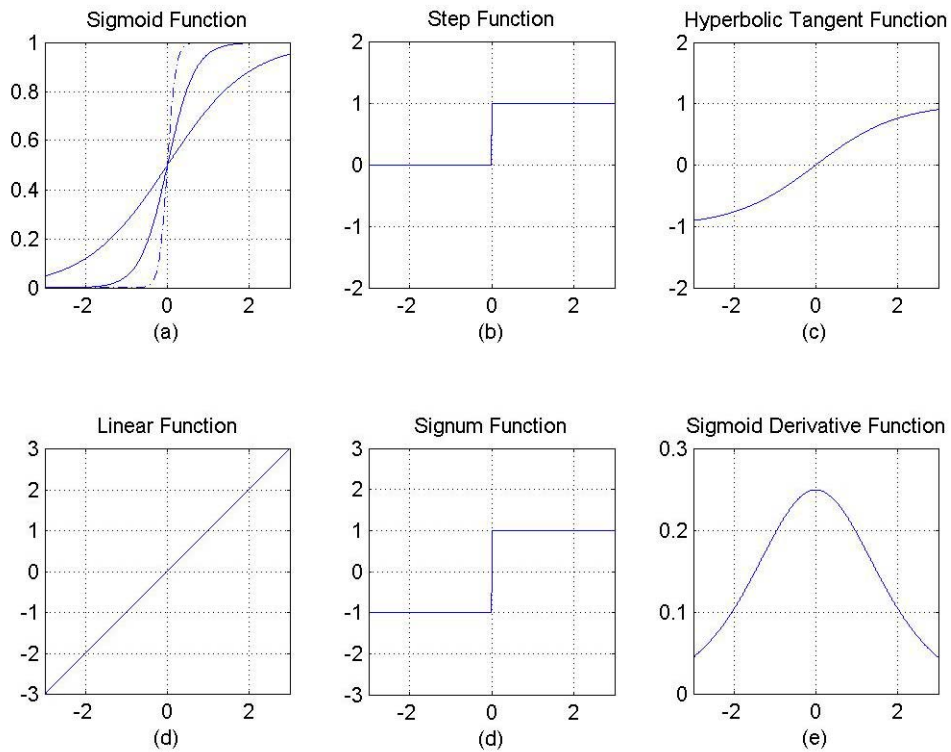 Sigmoid Function
1
0.8
0.6
0.4
0.2
0
-2 0 2
(a)
Step Function
2
1
0
-1
-2
-2 0 2
(b)
Hyperbolic Tangent Function
2
1
0
-1
-2
-2 0 2
(c)
Linear Function
3
2
1
0
-1
-2
-3
-2 0 2
(d)
Signum Function
3
2
1
0
-1
-2
-3
-2 0 2
(d)
Sigmoid Derivative Function
0.3
0.2
0.1
0
-2 0 2
(e)